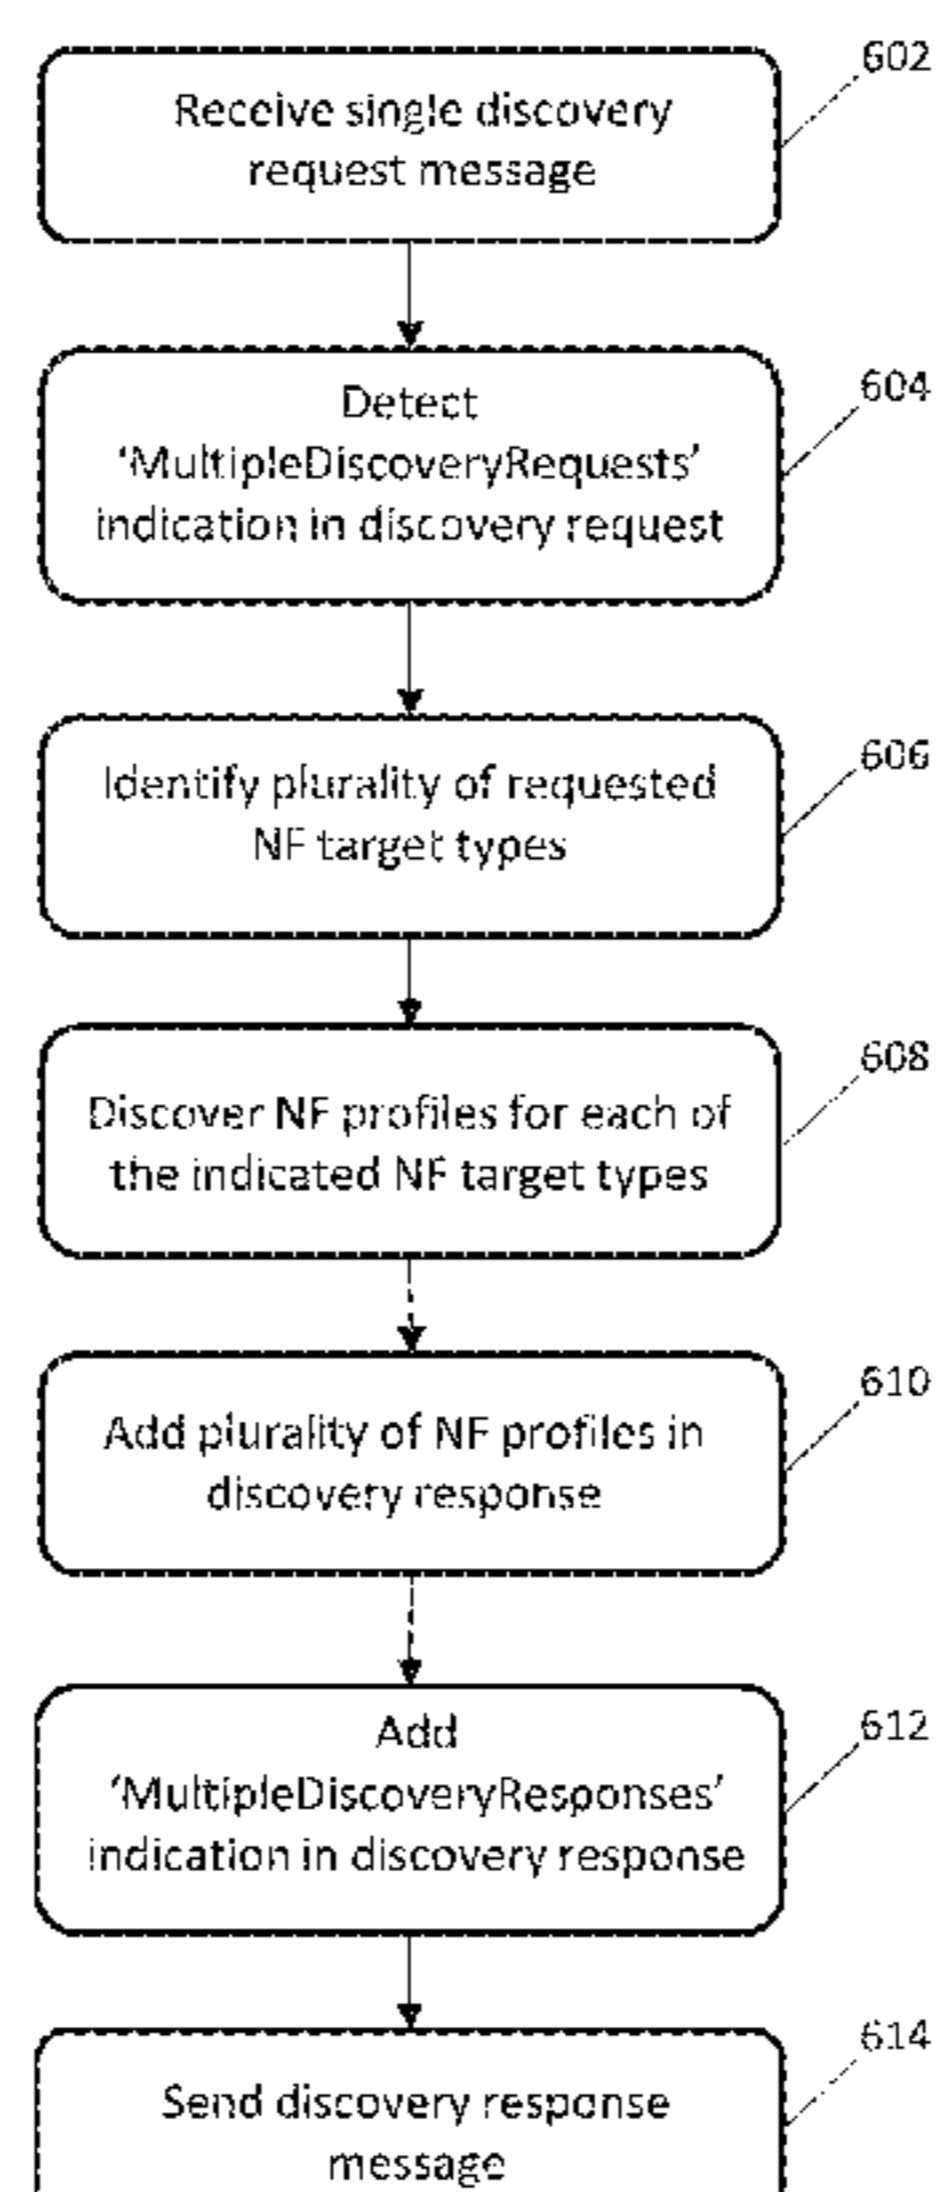 602
Receive single discovery
request message
604
Detect
‘MultipleDiscoveryRequests’
indication in discovery request
606
Identify plurality of requested
NF target types
608
Discover NF profiles for each of
the indicated NF target types
610
Add plurality of NF profiles in
discovery response
612
Add
‘MultipleDiscoveryResponses’
indication in discovery response
614
Send discovery response
message